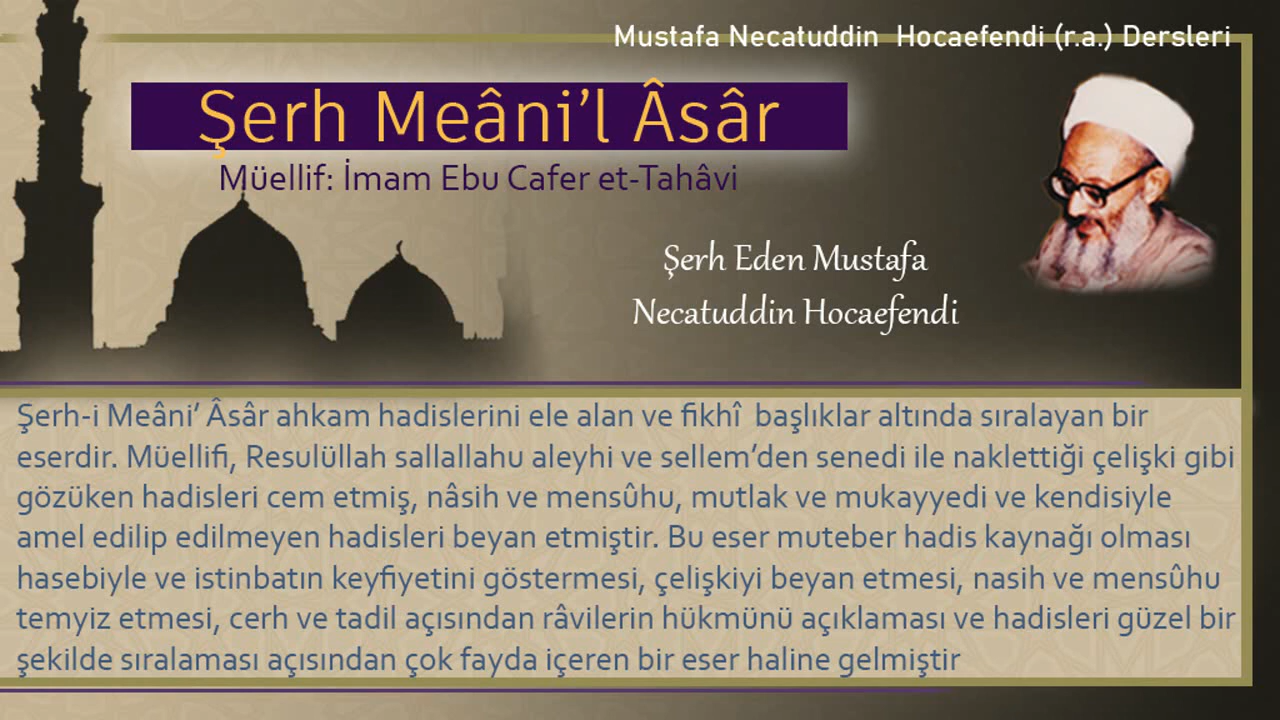 Mustafa Necatuddin Hocaefendi (r.a.) Dersleri
Şerh Meâni’l Âsâr
Müellif: İmam Ebu Cafer et-Tahâvi
Şerh Eden Mustafa
Necatuddin Hocaefendi
Şerh-i Meâni’ Âsâr ahkam hadislerini ele alan ve fikhî başlıklar altında sıralayan bir
eserdir. Müellifi, Resulüllah sallallahu aleyhi ve sellem’den senedi ile naklettiği çelişki gibi
gözüken hadisleri cem etmiş, nâsih ve mensûhu, mutlak ve mukayyedi ve kendisiyle
amel edilip edilmeyen hadisleri beyan etmiştir. Bu eser muteber hadis kaynağı olması
hasebiyle ve istinbatın keyfiyetini göstermesi, çelişkiyi beyan etmesi, nasih ve mensûhu
temyiz etmesi, cerh ve tadil açısından râvilerin hükmünü açıklaması ve hadisleri güzel bir
şekilde sıralaması açısından çok fayda içeren bir eser haline gelmiştir